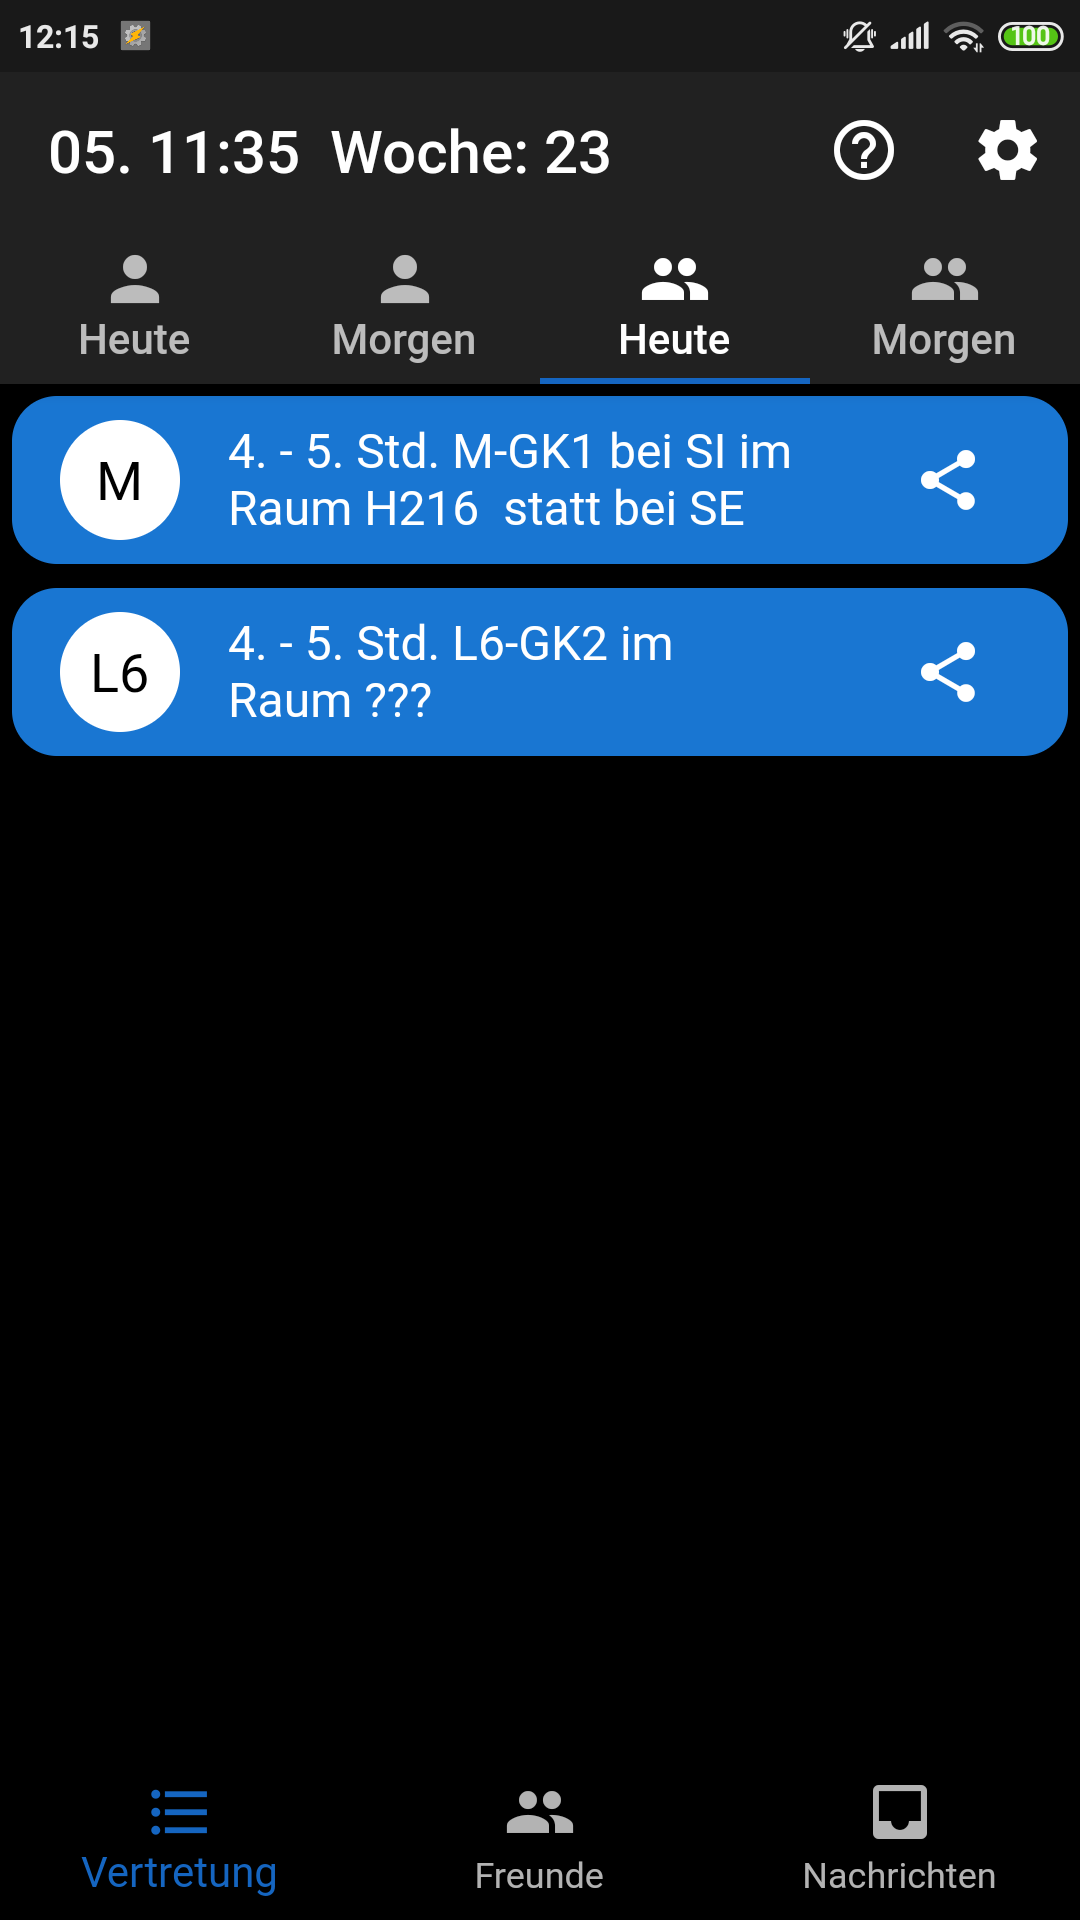 12:15
100
05. 11:35  Woche: 23
Heute
Morgen
Heute
Morgen
M
4. - 5. Std. M-GK1 bei SI im
Raum H216  statt bei SE
L6
4. - 5. Std. L6-GK2 im
Raum ???
Vertretung
Freunde
Nachrichten